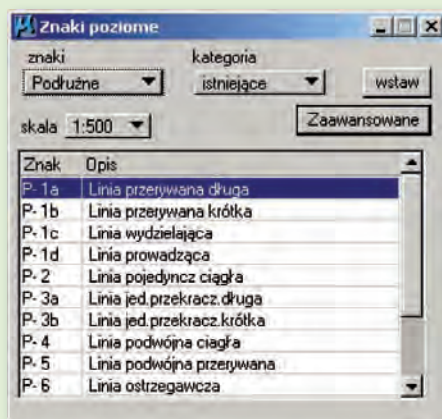 Znaki poziome
znaki kategoria
Podłużne istniejące wstaw
skala 1:500 Zaawansowane
Znak Opis
P- 1a Linia przerywana długa
P- 1b Linia przerywana krótka
P- 1c Linia wydzielająca
P- 1d Linia prowadząca
P- 2 Linia pojedyncz ciągła
P- 3a Linia jed.przekracz.długa
P- 3b Linia jed.przekracz.krótka
P- 4 Linia podwójna ciagła
P- 5 Linia podwójna przerywana
P- 6 Linia ostrzegawcza